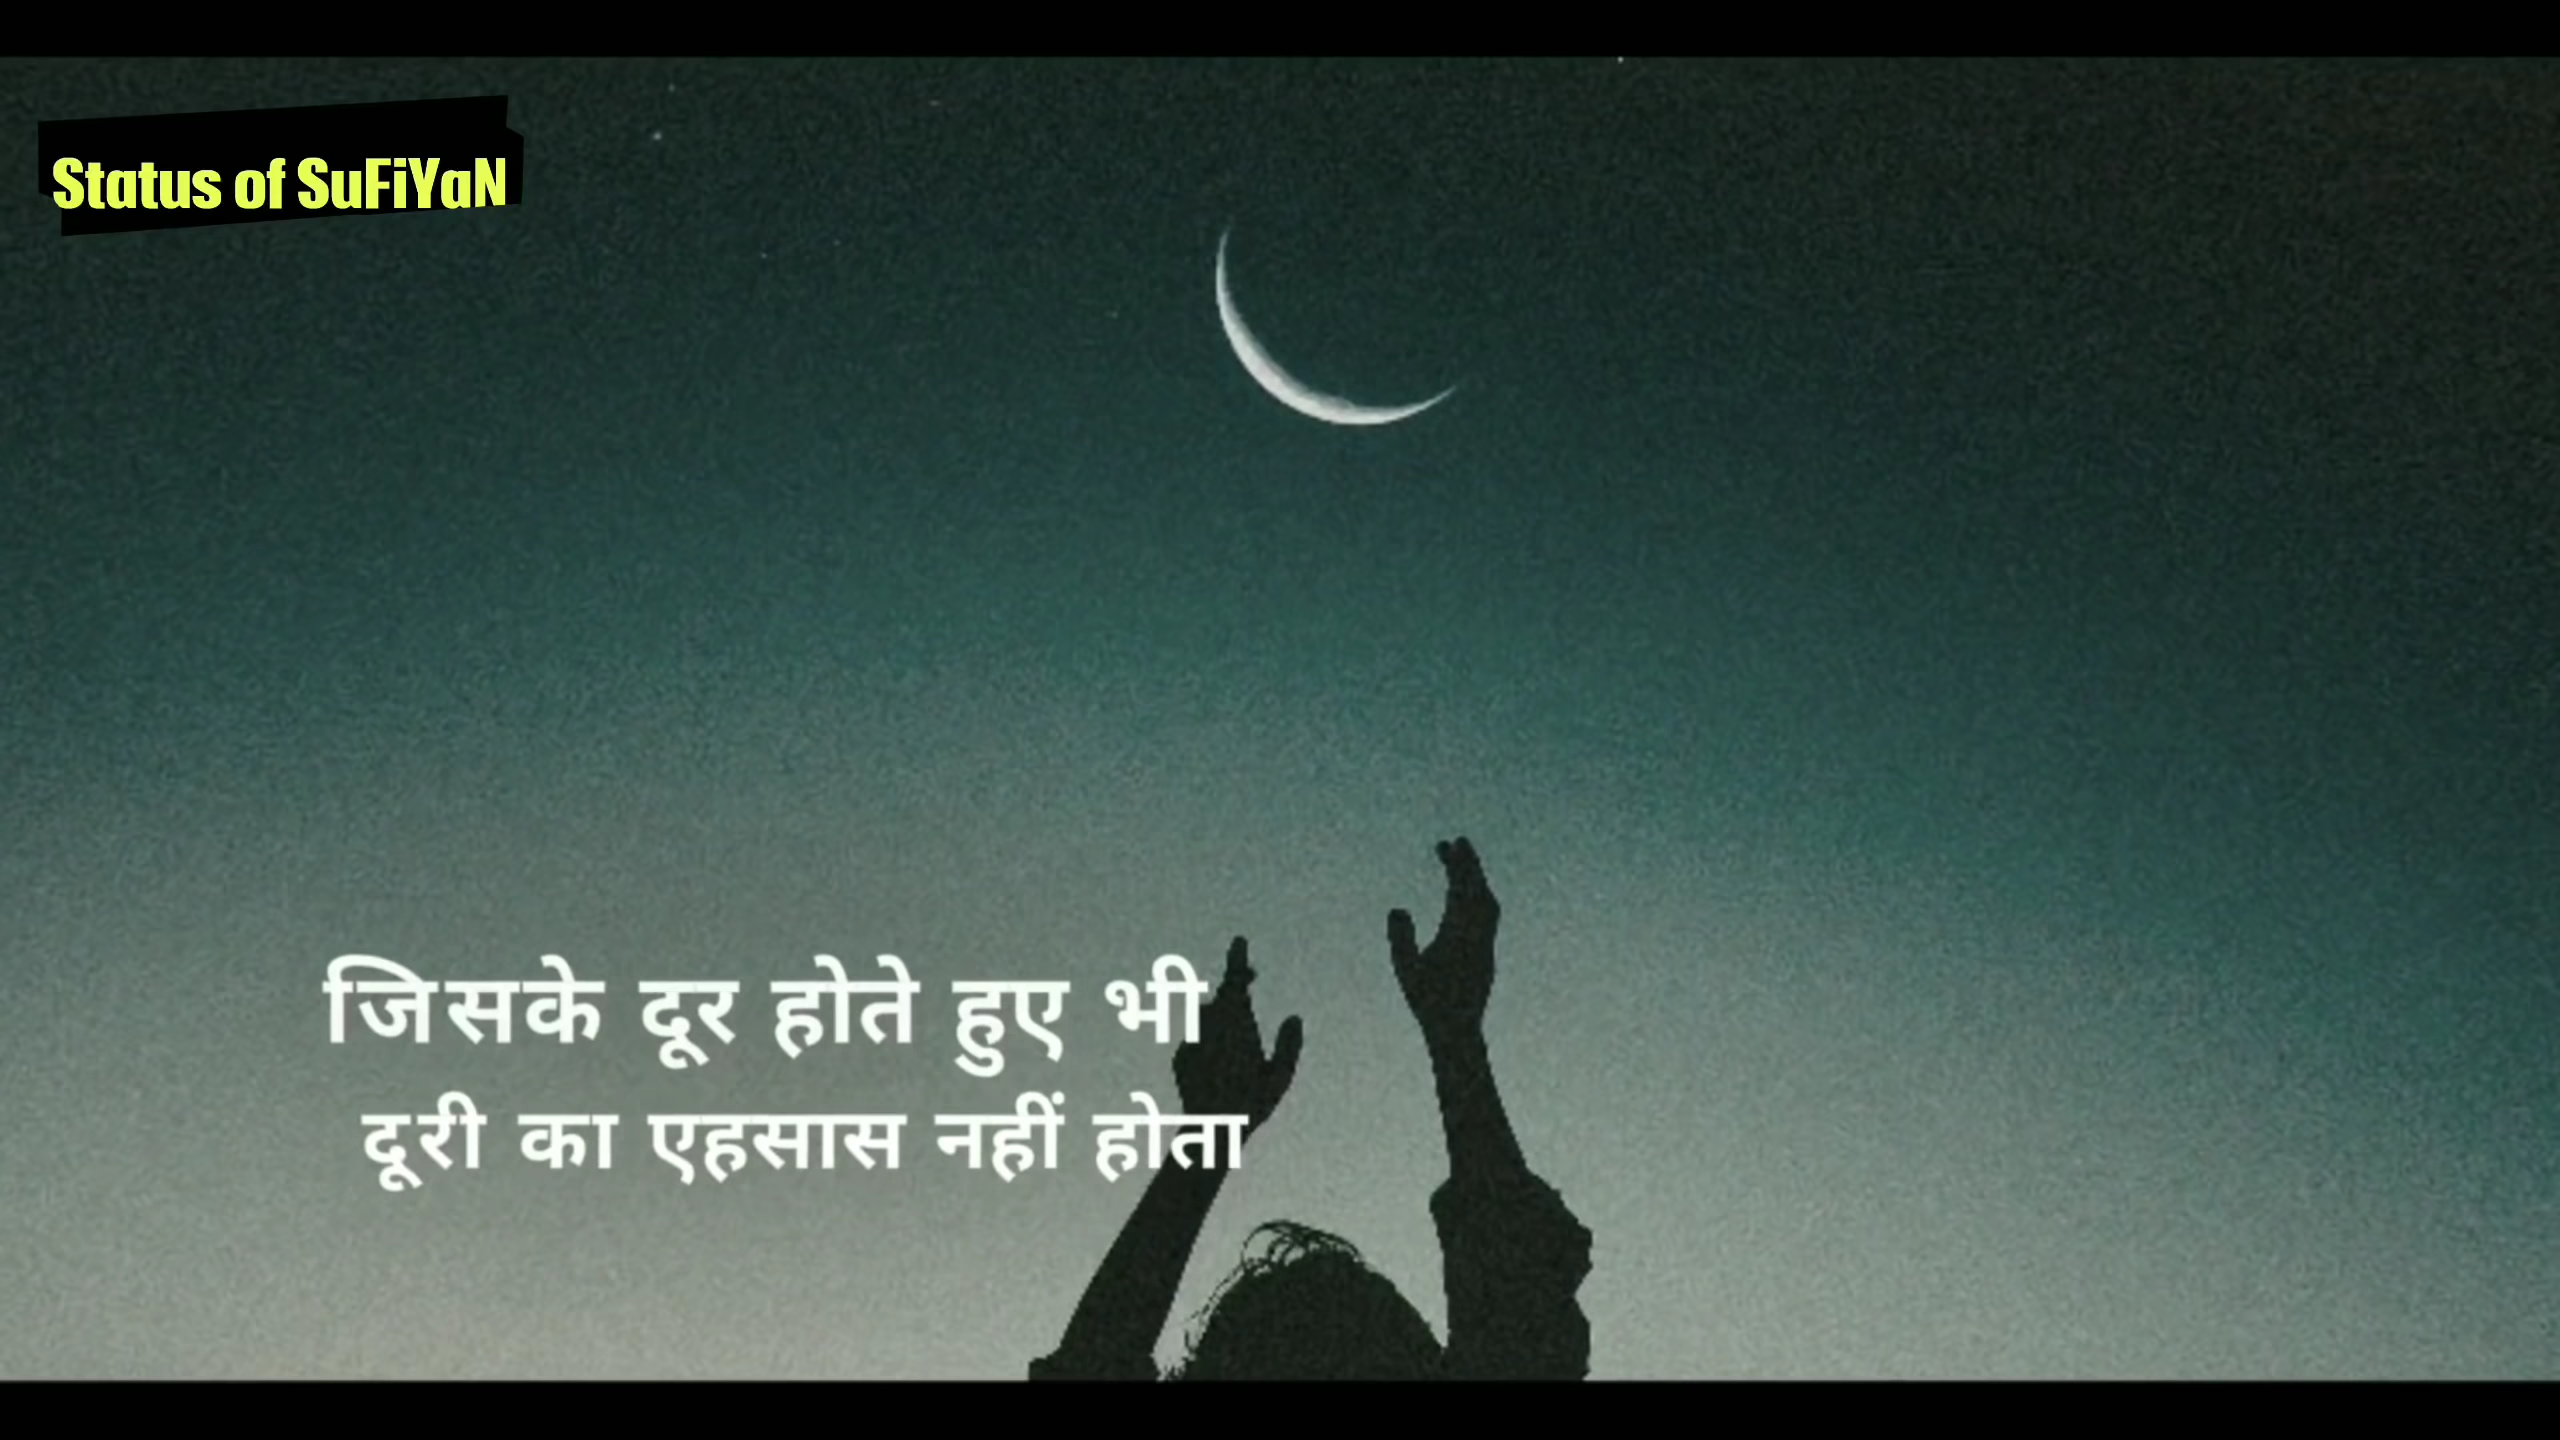 Status of SuFiYaN
जिसके दूर होते हुए भी
दूरी का एहसास नहीं होता